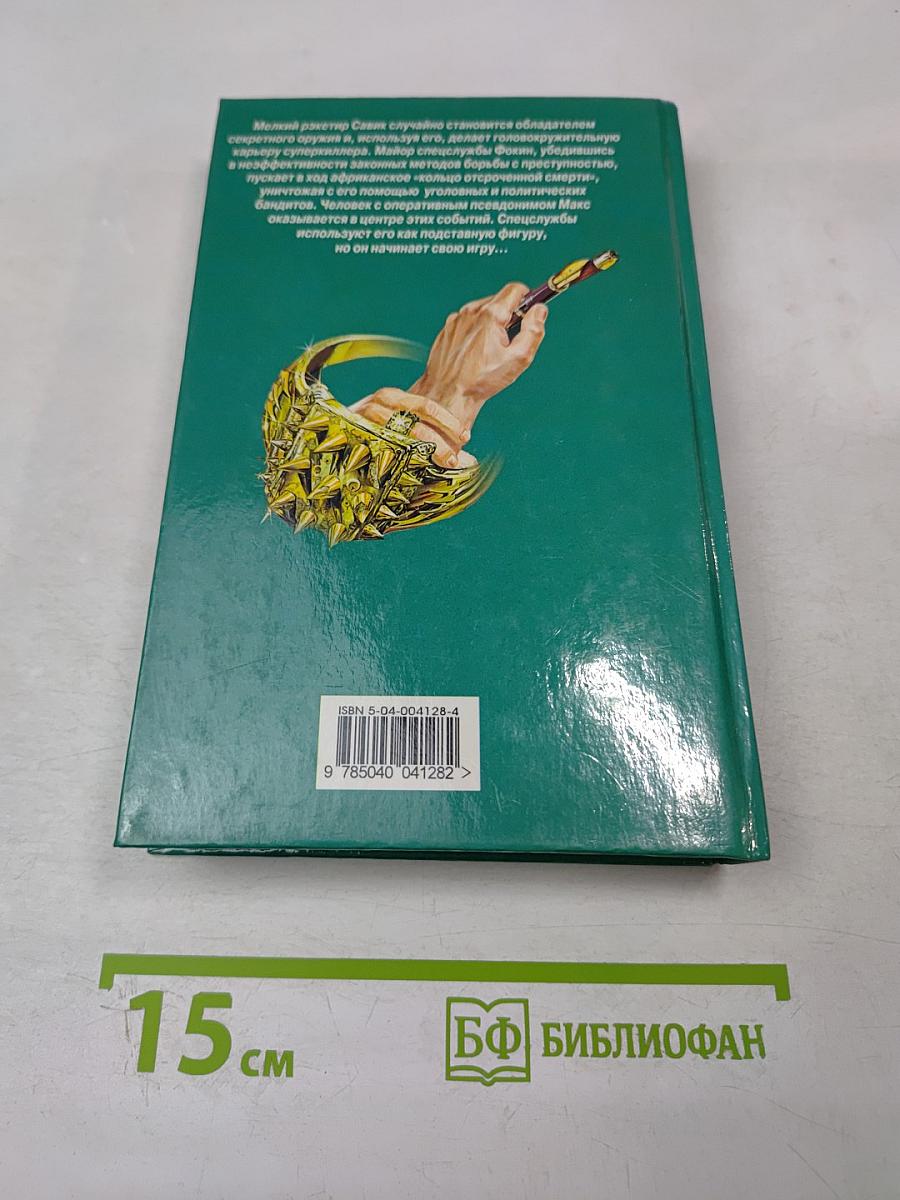 Мелкий рэкетир Савик случайно становится обладателем
секретного оружия и, используя его, делает головокружительную
карьеру суперкиллера. Майор спецслужбы Фокин, убедившись
в неэффективности законных методов борьбы с преступностью,
пускает в ход африканское «кольцо отсроченной смерти»,
уничтожая с его помощью уголовных и политических
бандитов. Человек с оперативным псевдонимом Макс
оказывается в центре этих событий. Спецслужбы
используют его как подставную фигуру,
но он начинает свою игру...
ISBN 5-04-004128-4
9 785040 041282 >
15 см
БФ БИБЛИОФАН